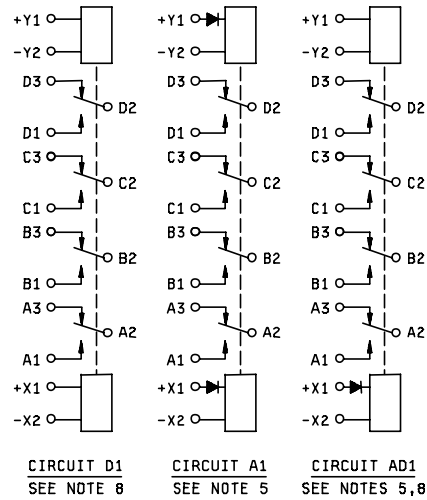 +Y1 +Y1 +Y1
-Y2 -Y2 -Y2
D3 D3 D3
D2 D2 D2
D1 D1 D1
C3 C3 C3
C2 C2 C2
C1 C1 C1
B3 B3 B3
B2 B2 B2
B1 B1 B1
A3 A3 A3
A2 A2 A2
A1 A1 A1
+X1 +X1 +X1
-X2 -X2 -X2
CIRCUIT D1 CIRCUIT A1 CIRCUIT AD1
SEE NOTE 8 SEE NOTE 5 SEE NOTES 5,8